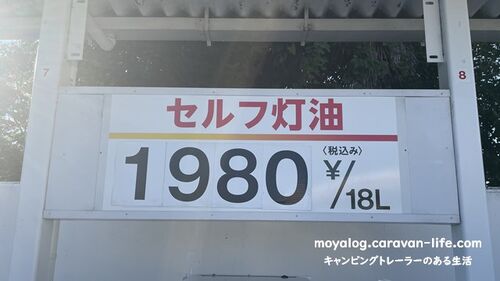 7
8
セルフ灯油
1980
〈税込み〉
¥/18L
moyalog.caravan-life.com
キャンピングトレーラーのある生活